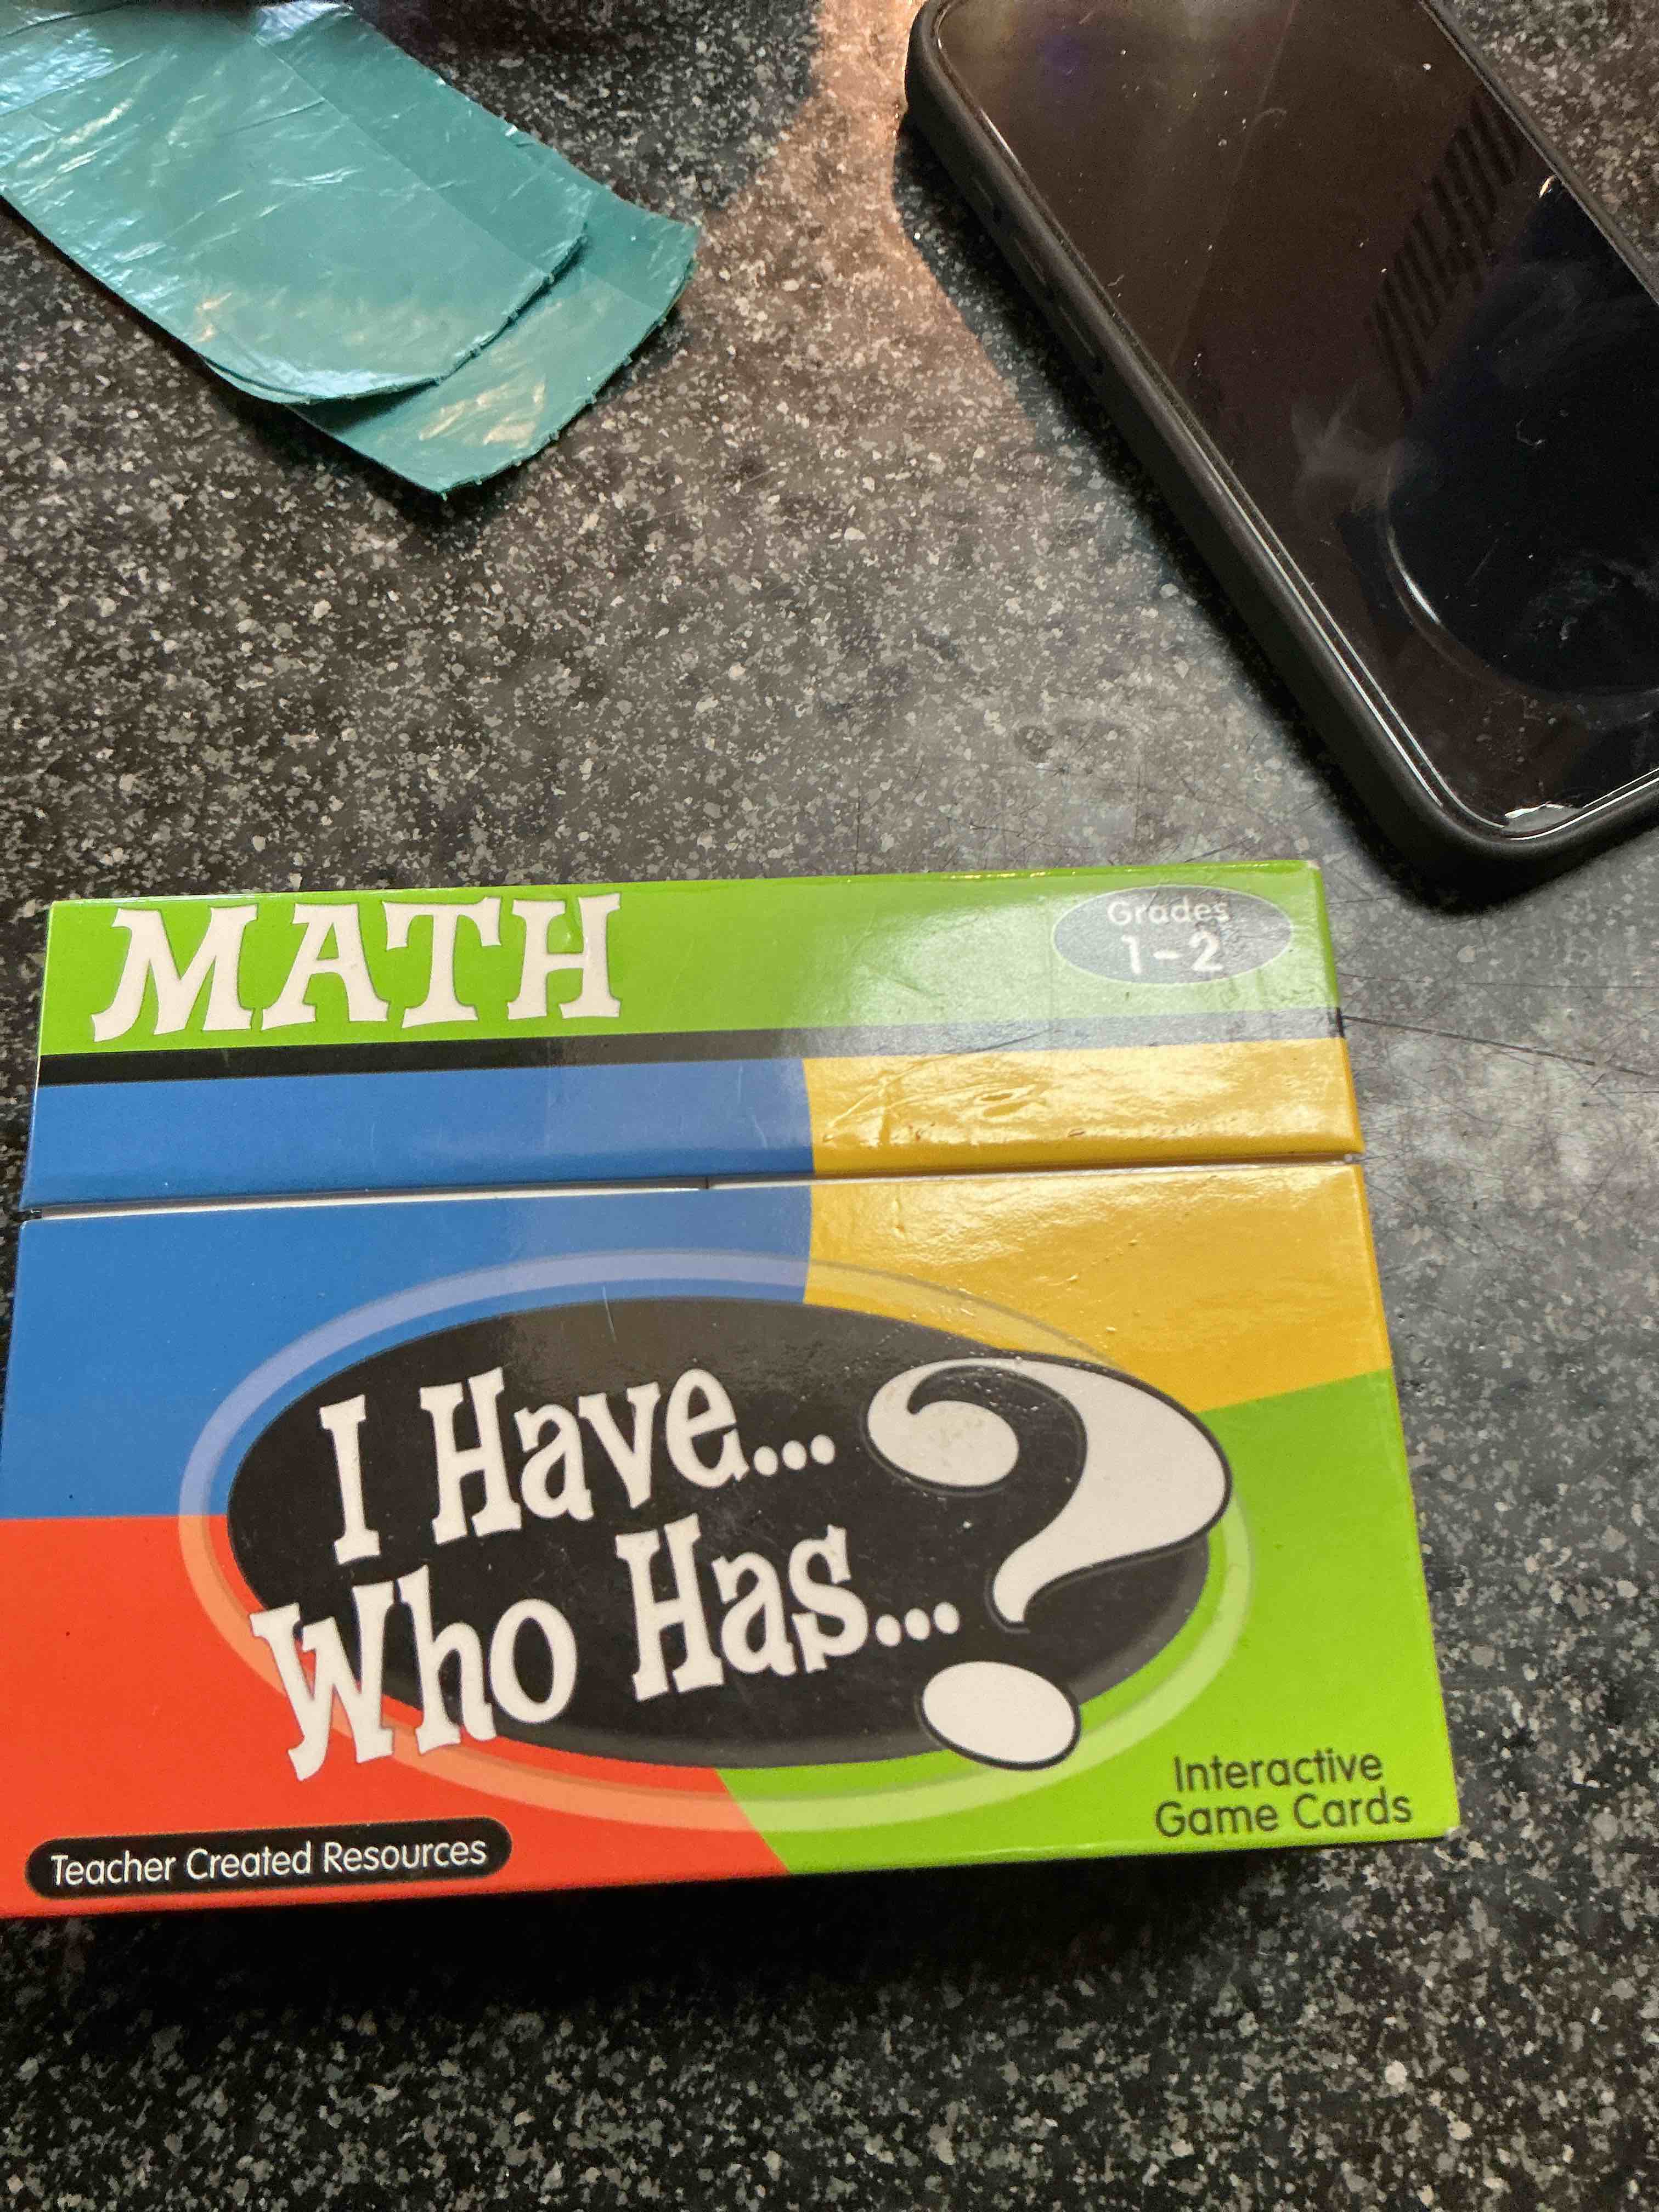 MATH
Grades
1-2
I Have...
Who Has...?
Interactive
Game Cards
Teacher Created Resources